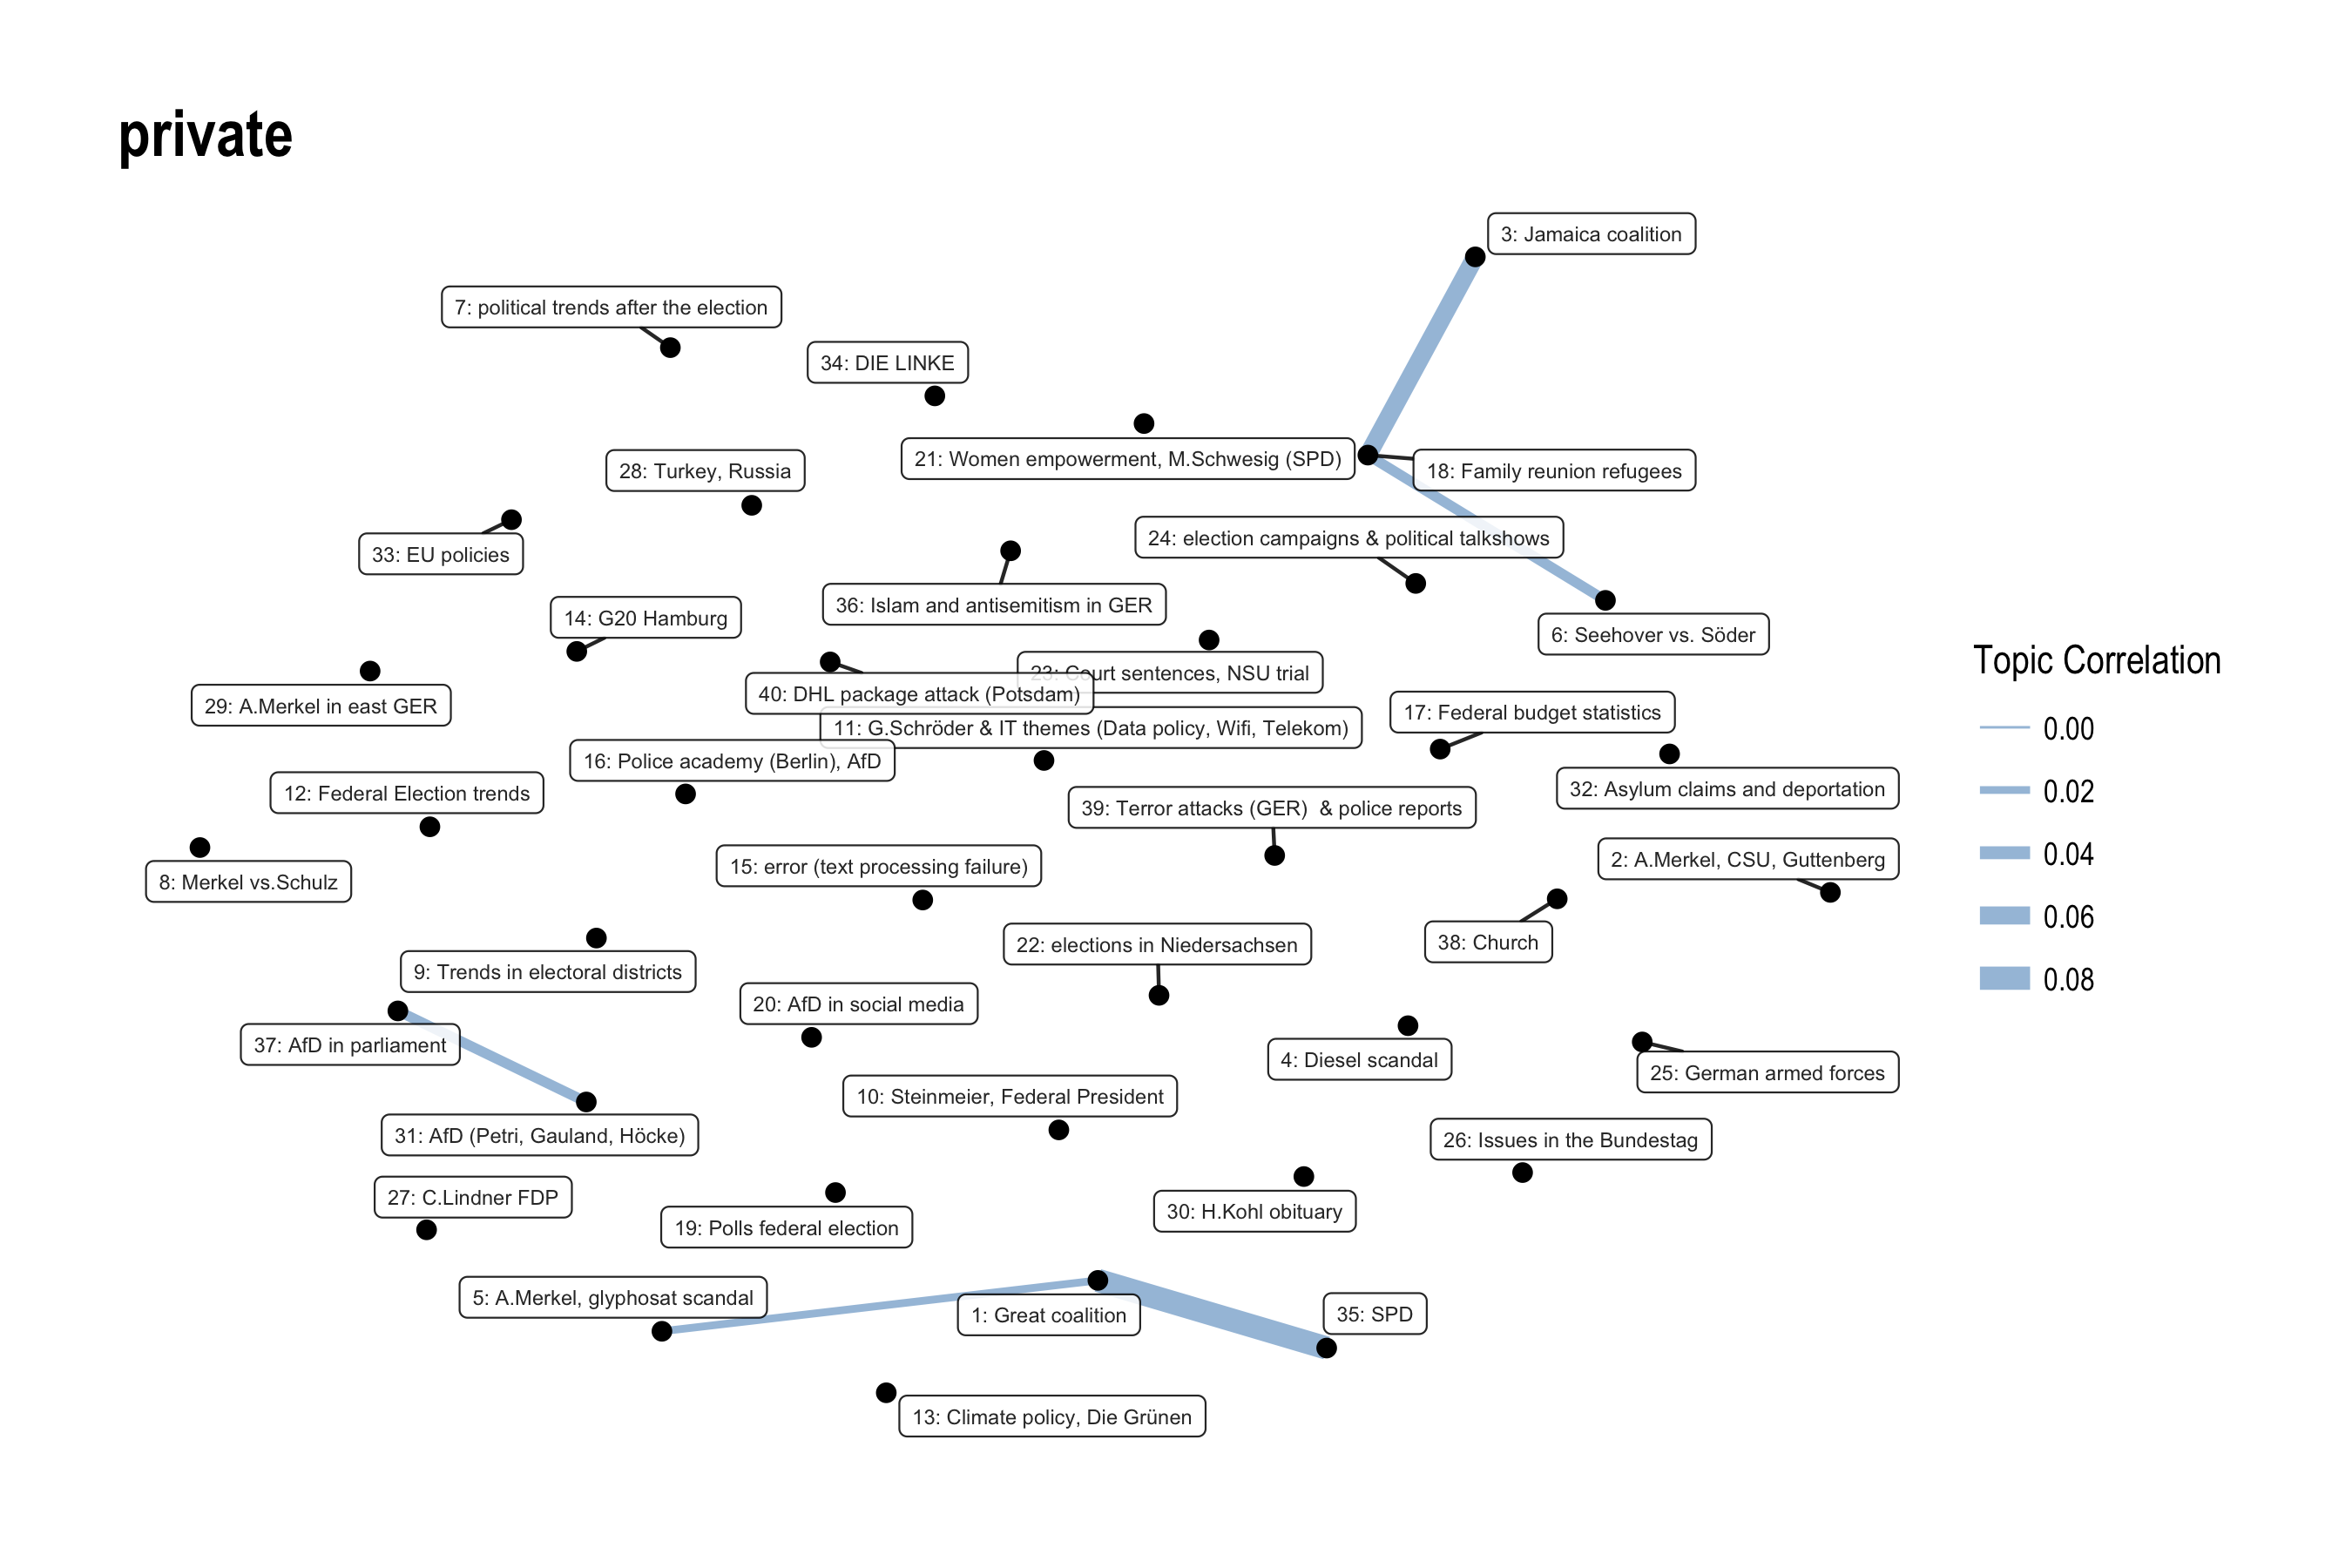 private
3: Jamaica coalition
7: political trends after the election
34: DIE LINKE
21: Women empowerment, M.Schwesig (SPD)
18: Family reunion refugees
28: Turkey, Russia
24: election campaigns & political talkshows
33: EU policies
36: Islam and antisemitism in GER
14: G20 Hamburg
6: Seehover vs. Söder
23: Court sentences, NSU trial
40: DHL package attack (Potsdam)
29: A.Merkel in east GER
17: Federal budget statistics
11: G.Schröder & IT themes (Data policy, Wifi, Telekom)
16: Police academy (Berlin), AfD
12: Federal Election trends
32: Asylum claims and deportation
39: Terror attacks (GER)  & police reports
8: Merkel vs.Schulz
15: error (text processing failure)
2: A.Merkel, CSU, Guttenberg
22: elections in Niedersachsen
38: Church
9: Trends in electoral districts
20: AfD in social media
37: AfD in parliament
4: Diesel scandal
25: German armed forces
10: Steinmeier, Federal President
31: AfD (Petri, Gauland, Höcke)
26: Issues in the Bundestag
27: C.Lindner FDP
19: Polls federal election
30: H.Kohl obituary
5: A.Merkel, glyphosat scandal
1: Great coalition
35: SPD
13: Climate policy, Die Grünen
Topic Correlation
0.00
0.02
0.04
0.06
0.08